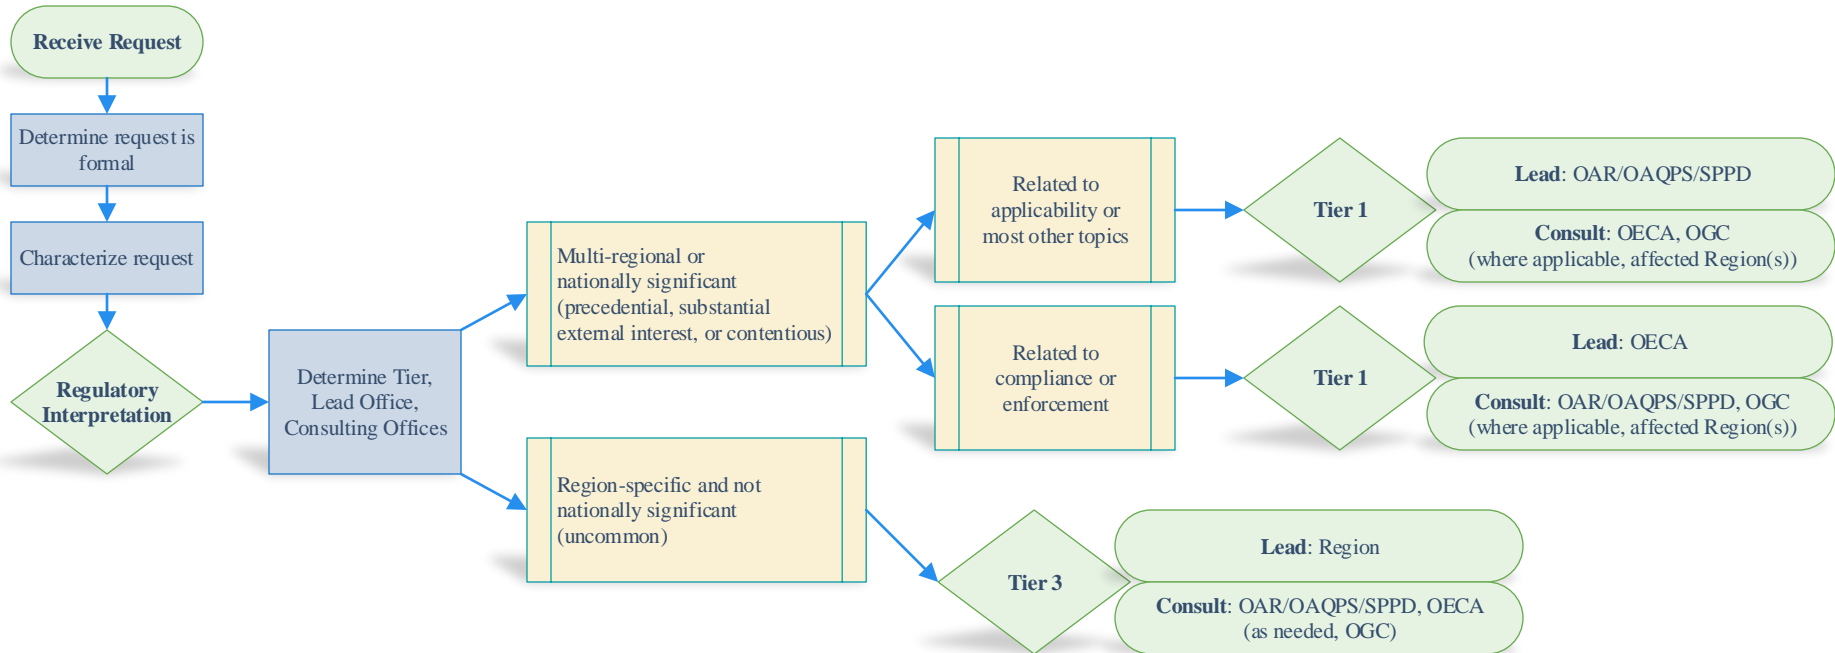 Receive Request
Determine request is
formal
Characterize request
Regulatory
Interpretation
Determine Tier,
Lead Office,
Consulting Offices
Multi-regional or
nationally significant
(precedential, substantial
external interest, or contentious)
Region-specific and not
nationally significant
(uncommon)
Related to
applicability or
most other topics
Tier 1
Lead: OAR/OAQPS/SPPD
Consult: OECA, OGC
(where applicable, affected Region(s))
Related to
compliance or
enforcement
Tier 1
Lead: OECA
Consult: OAR/OAQPS/SPPD, OGC
(where applicable, affected Region(s))
Tier 3
Lead: Region
Consult: OAR/OAQPS/SPPD, OECA
(as needed, OGC)